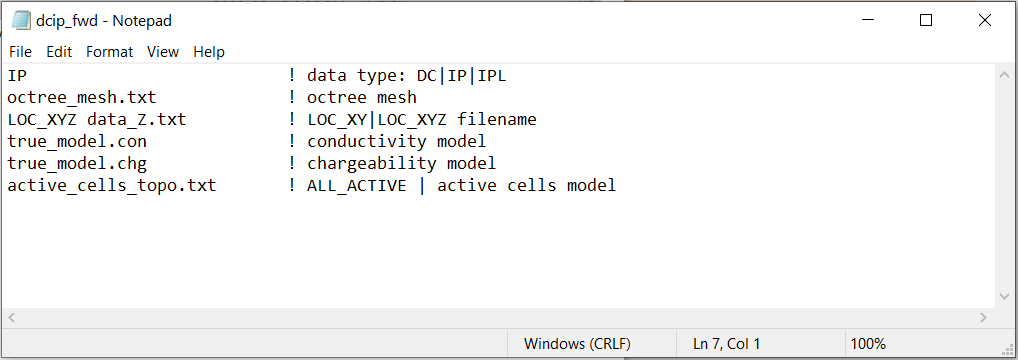 dcip_fwd - Notepad
File Edit Format View Help
IP ! data type: DC|IP|IPL
octree_mesh.txt ! octree mesh
LOC_XYZ data_Z.txt ! LOC_XY|LOC_XYZ filename
true_model.con ! conductivity model
true_model.chg ! chargeability model
active_cells_topo.txt ! ALL_ACTIVE | active cells model
Windows (CRLF) Ln 7, Col 1 100%